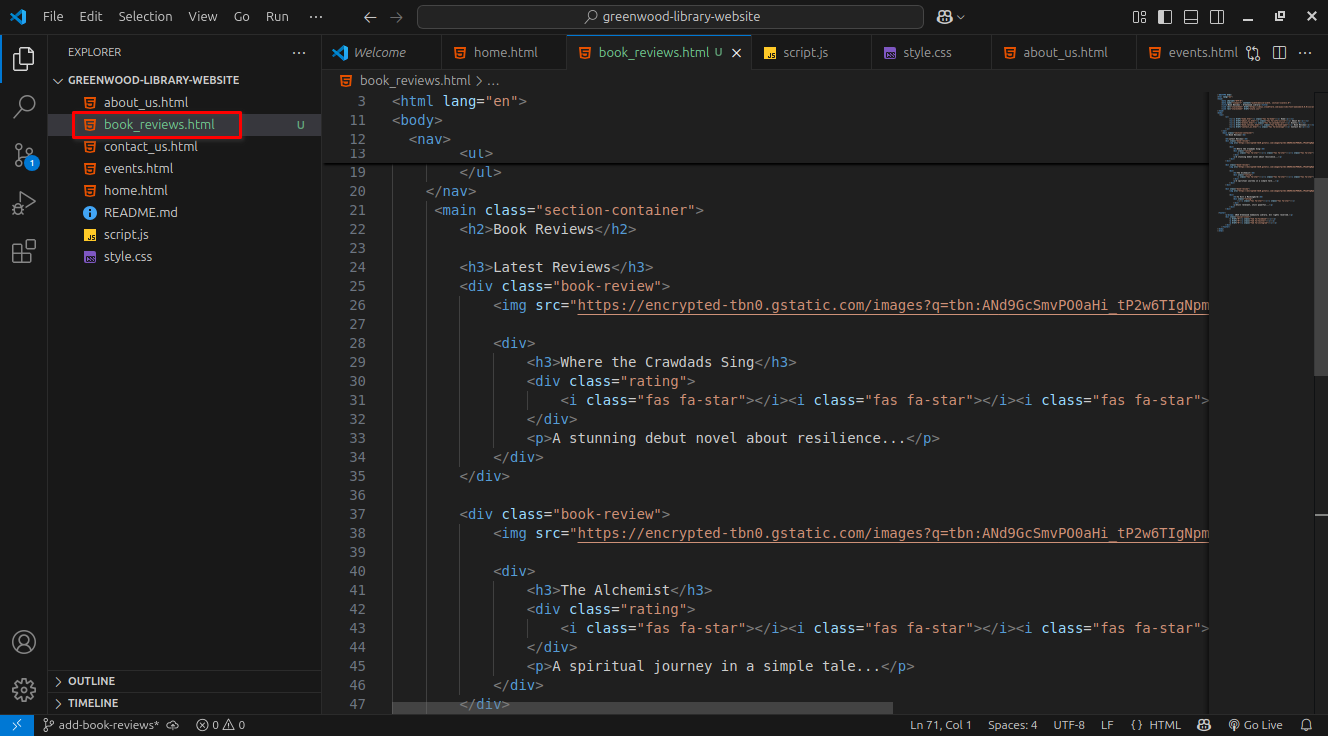 File Edit Selection View Go Run ··· greenwood-library-website
EXPLORER ···
GREENWOOD-LIBRARY-WEBSITE
about_us.html
book_reviews.html U
contact_us.html
events.html
home.html
README.md
script.js
style.css
OUTLINE
TIMELINE
1
Welcome home.html book_reviews.html U script.js style.css about_us.html events.html ···
book_reviews.html > ...
3 <html lang="en">
11 <body>
12 <nav>
13 <ul>
19 </ul>
20 </nav>
21 <main class="section-container">
22 <h2>Book Reviews</h2>
23
24 <h3>Latest Reviews</h3>
25 <div class="book-review">
26 <img src="https://encrypted-tbn0.gstatic.com/images?q=tbn:ANd9GcSmvPO0aHi_tP2w6TIgNpm
27
28 <div>
29 <h3>Where the Crawdads Sing</h3>
30 <div class="rating">
31 <i class="fas fa-star"></i><i class="fas fa-star"></i><i class="fas fa-star">
32 </div>
33 <p>A stunning debut novel about resilience...</p>
34 </div>
35 </div>
36
37 <div class="book-review">
38 <img src="https://encrypted-tbn0.gstatic.com/images?q=tbn:ANd9GcSmvPO0aHi_tP2w6TIgNpm
39
40 <div>
41 <h3>The Alchemist</h3>
42 <div class="rating">
43 <i class="fas fa-star"></i><i class="fas fa-star"></i><i class="fas fa-star">
44 </div>
45 <p>A spiritual journey in a simple tale...</p>
46 </div>
47 </div>
add-book-reviews* 0 0 Ln 71, Col 1 Spaces: 4 UTF-8 LF {} HTML Go Live